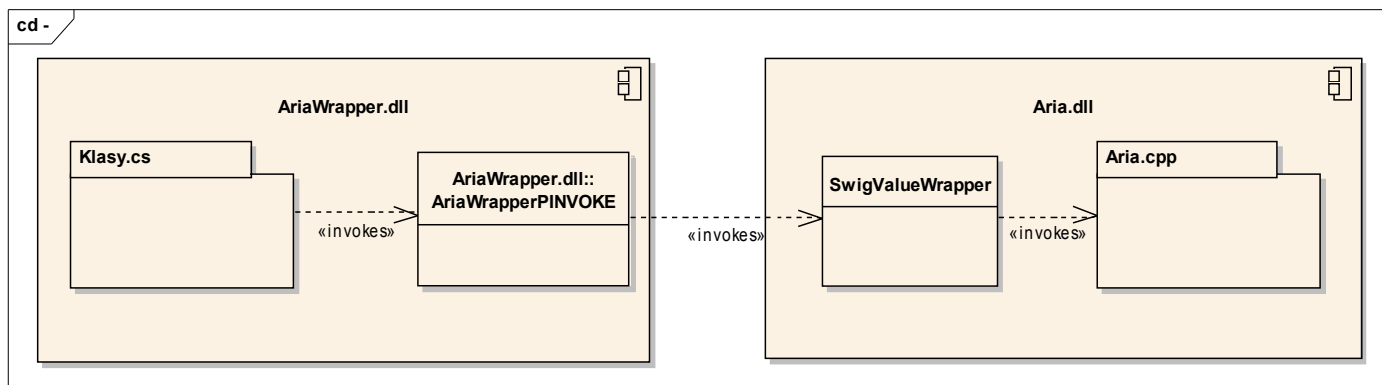 cd -
AriaWrapper.dll
Klasy.cs
AriaWrapper.dll::
AriaWrapperPINVOKE
«invokes»
«invokes»
Aria.dll
SwigValueWrapper
«invokes»
Aria.cpp